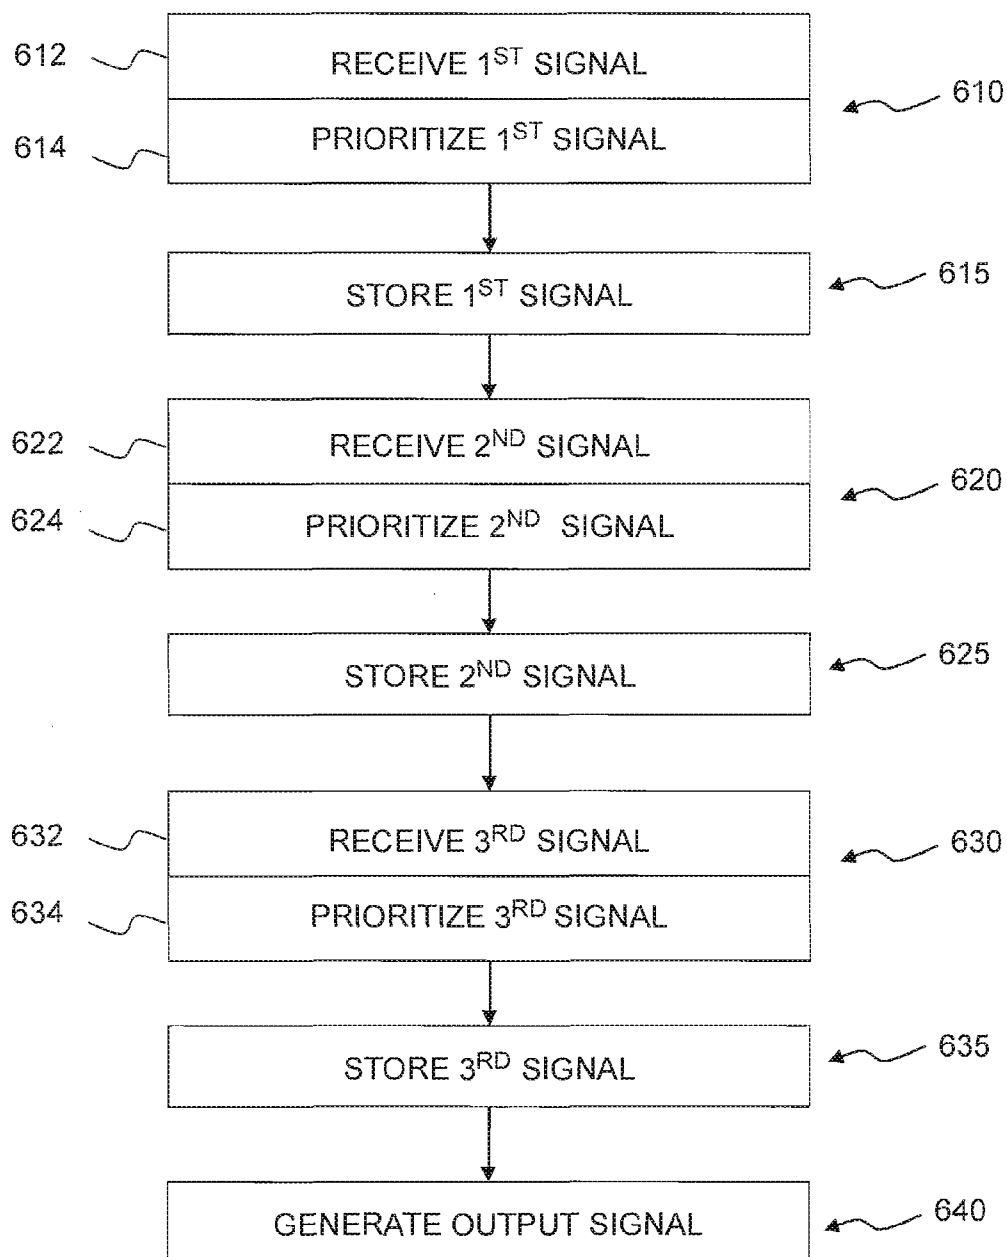 612
RECEIVE 1ST SIGNAL
610
614
PRIORITIZE 1ST SIGNAL
STORE 1ST SIGNAL
615
622
RECEIVE 2ND SIGNAL
620
624
PRIORITIZE 2ND SIGNAL
STORE 2ND SIGNAL
625
632
RECEIVE 3RD SIGNAL
630
634
PRIORITIZE 3RD SIGNAL
STORE 3RD SIGNAL
635
GENERATE OUTPUT SIGNAL
640